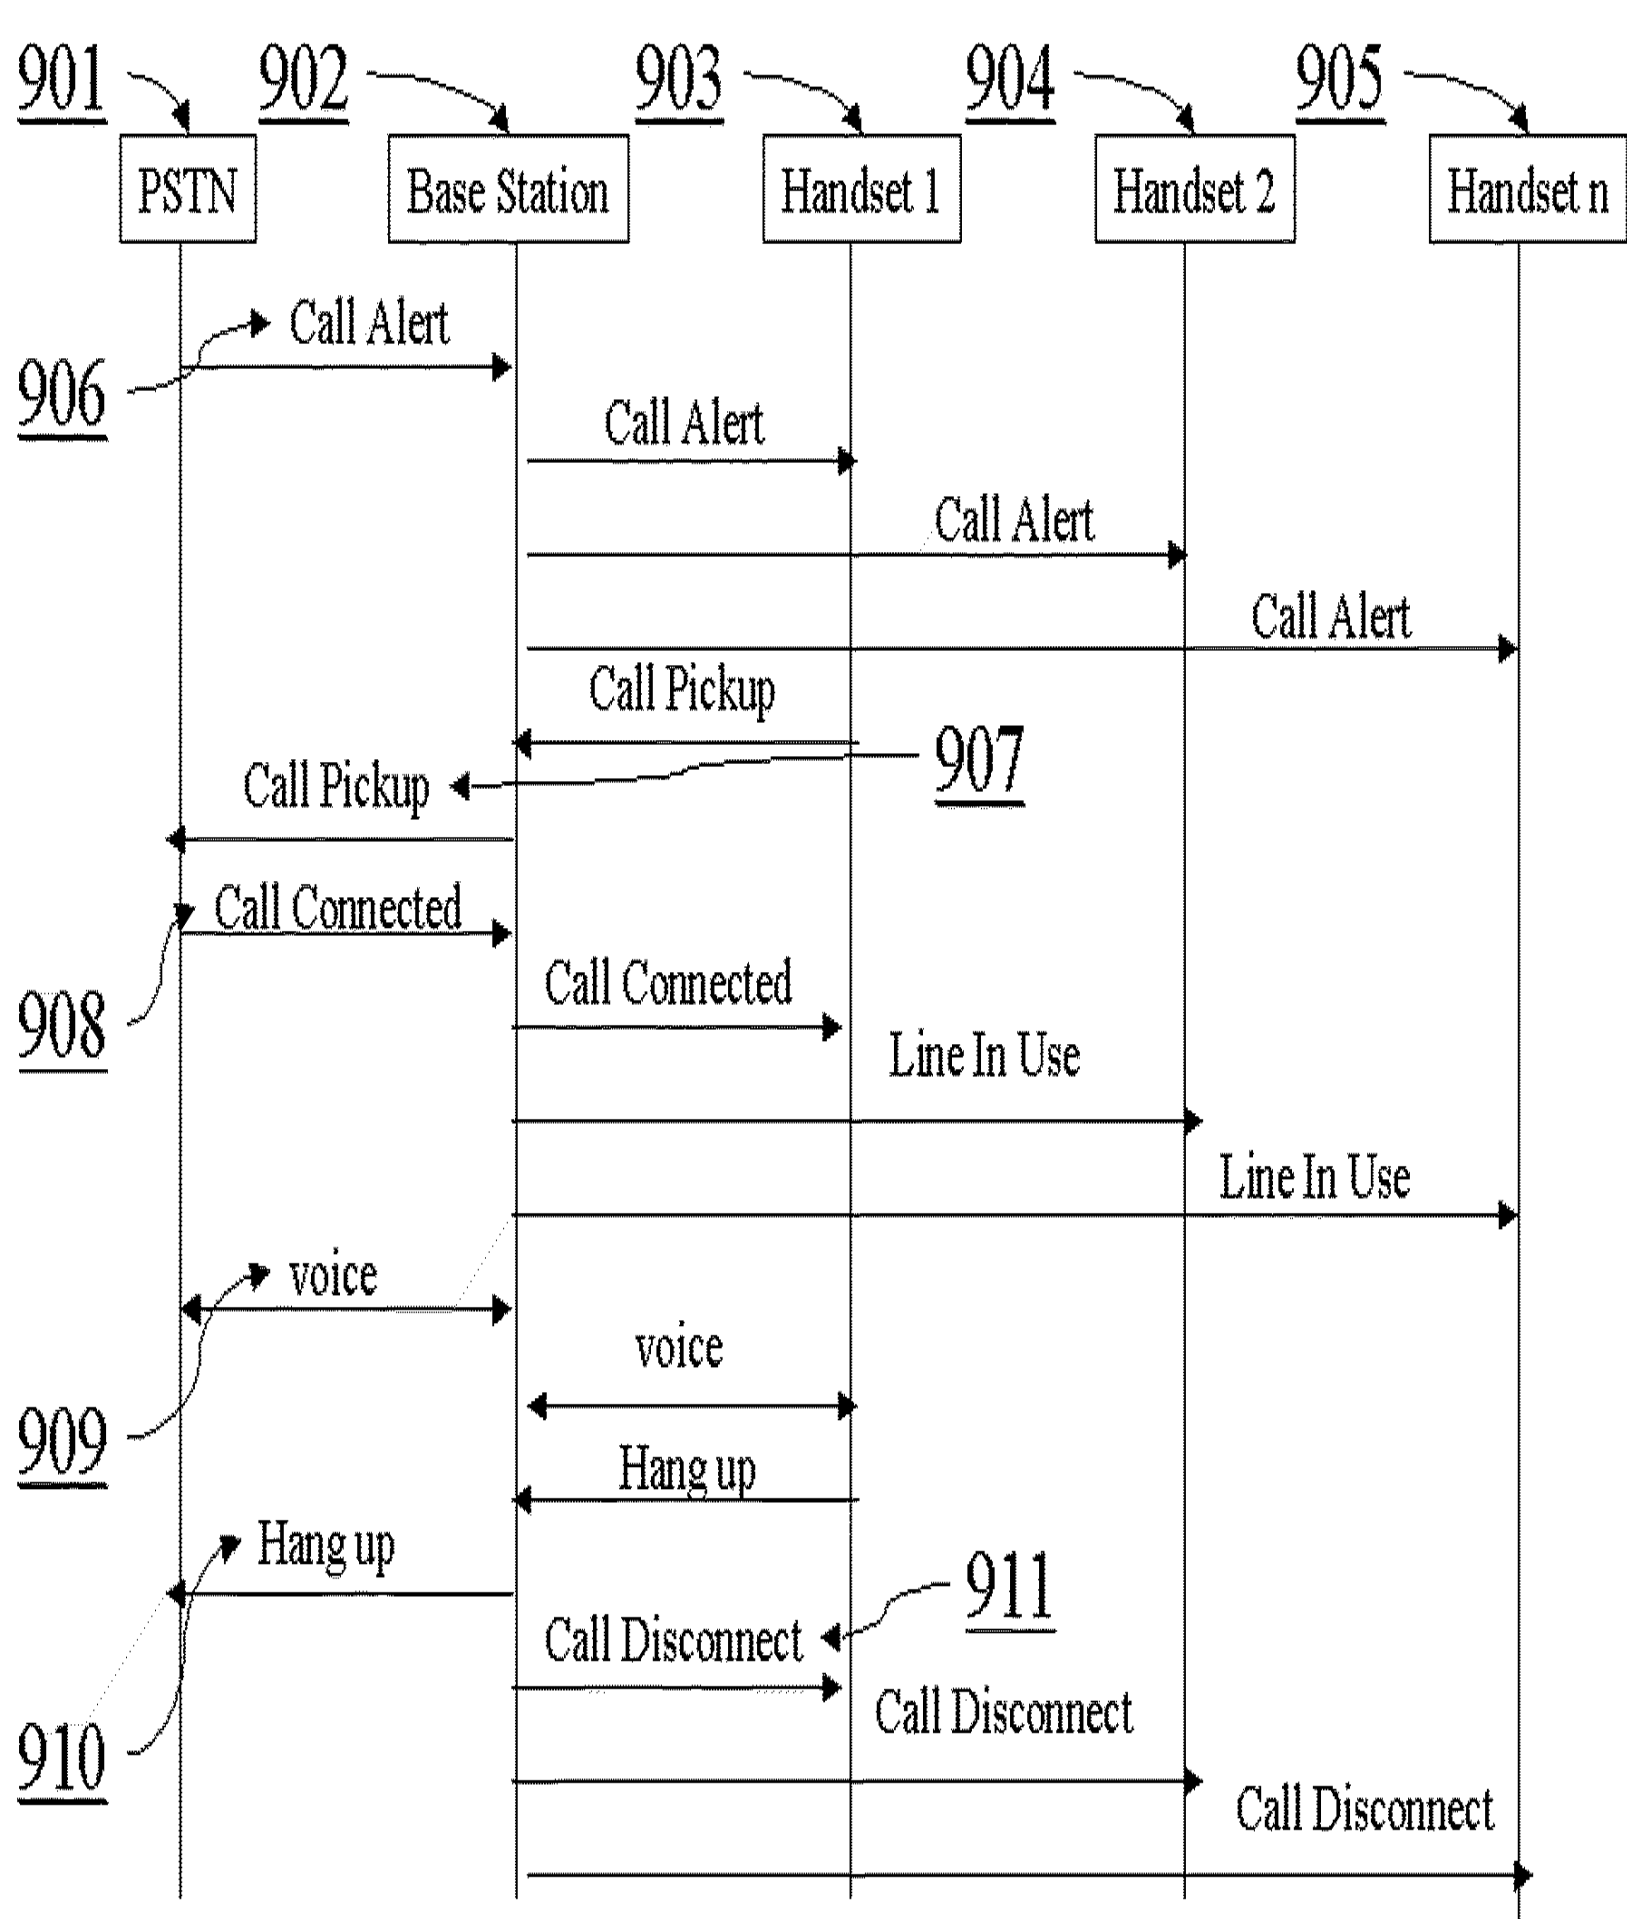 901 902 903 904 905
PSTN Base Station Handset 1 Handset 2 Handset n
Call Alert
906
Call Alert
Call Alert
Call Alert
Call Pickup
907
Call Pickup
Call Connected
Call Connected
908
Line In Use
Line In Use
voice
voice
909
Hang up
Hang up
911
Call Disconnect
Call Disconnect
910
Call Disconnect